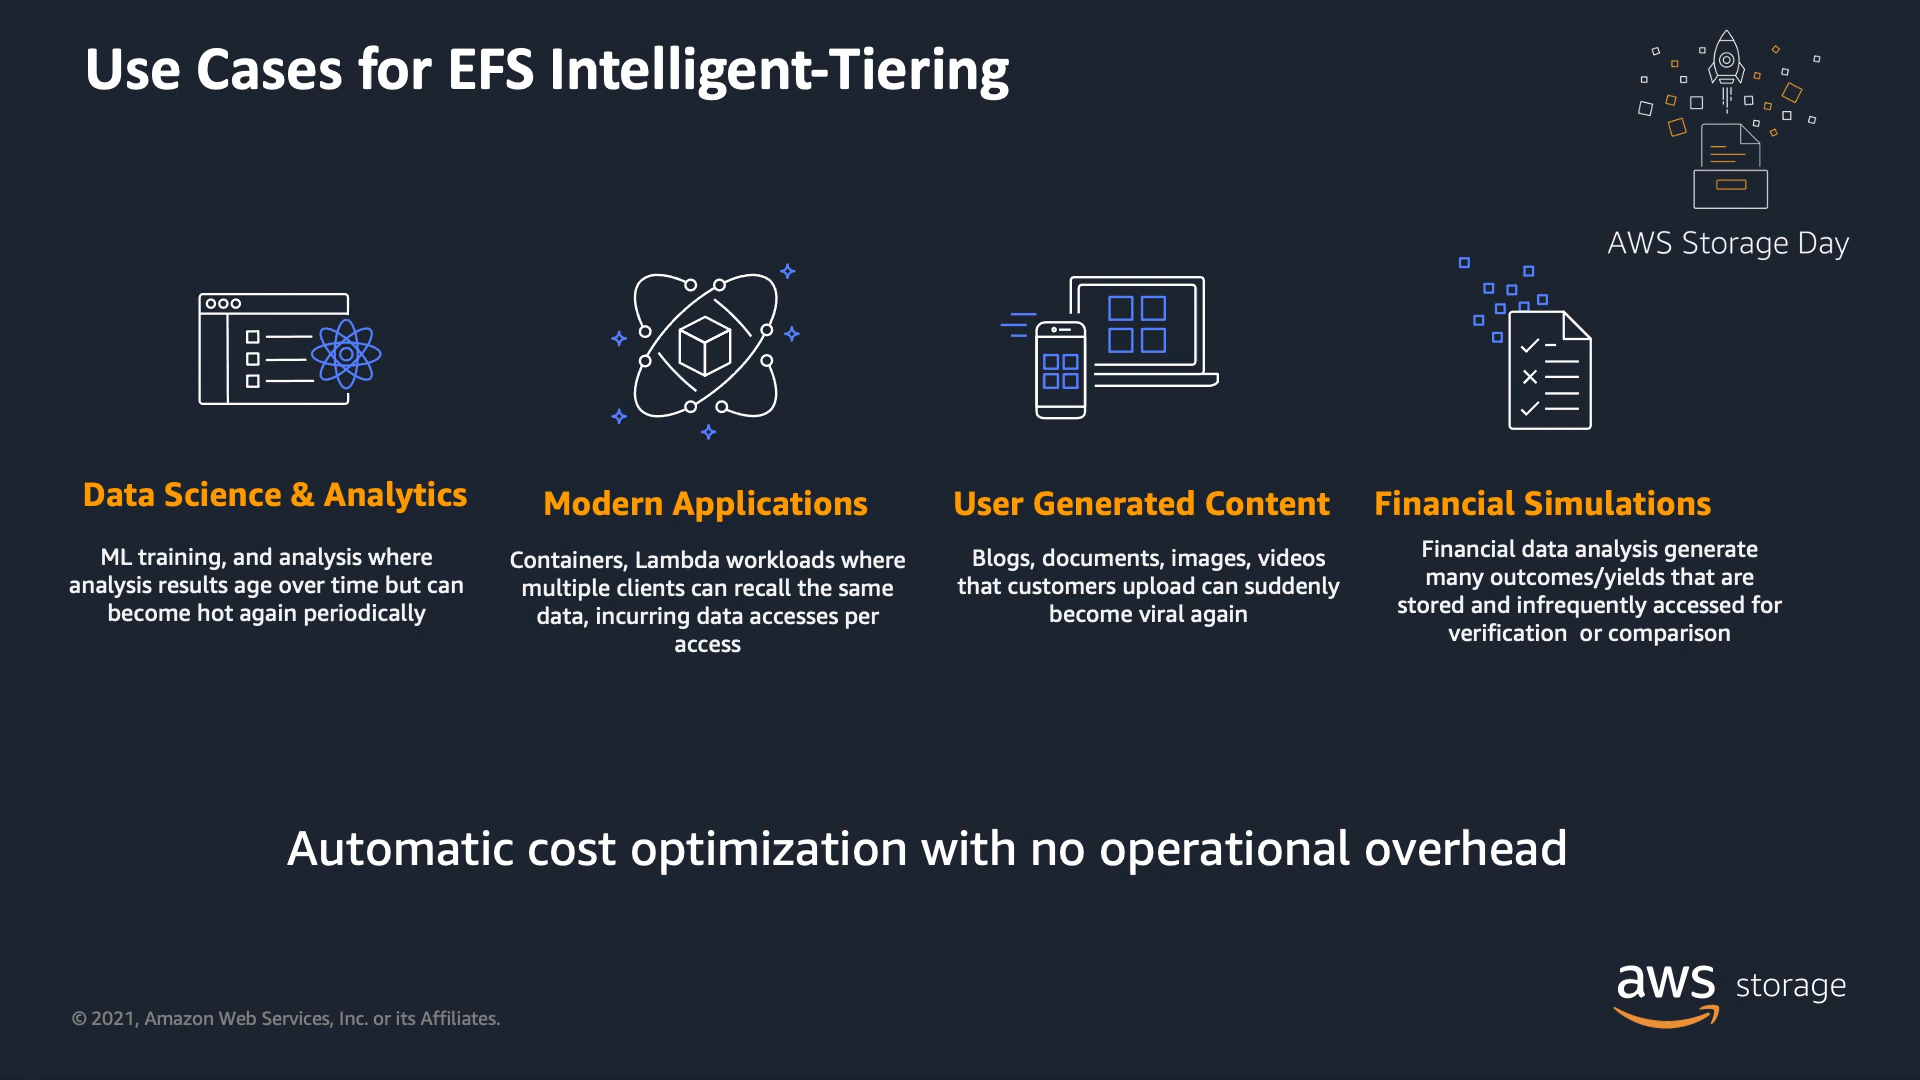 Use Cases for EFS Intelligent-Tiering
AWS Storage Day
Data Science & Analytics
ML training, and analysis where
analysis results age over time but can
become hot again periodically
Modern Applications
Containers, Lambda workloads where
multiple clients can recall the same
data, incurring data accesses per
access
User Generated Content
Blogs, documents, images, videos
that customers upload can suddenly
become viral again
Financial Simulations
Financial data analysis generate
many outcomes/yields that are
stored and infrequently accessed for
verification  or comparison
Automatic cost optimization with no operational overhead
© 2021, Amazon Web Services, Inc. or its Affiliates.
aws storage